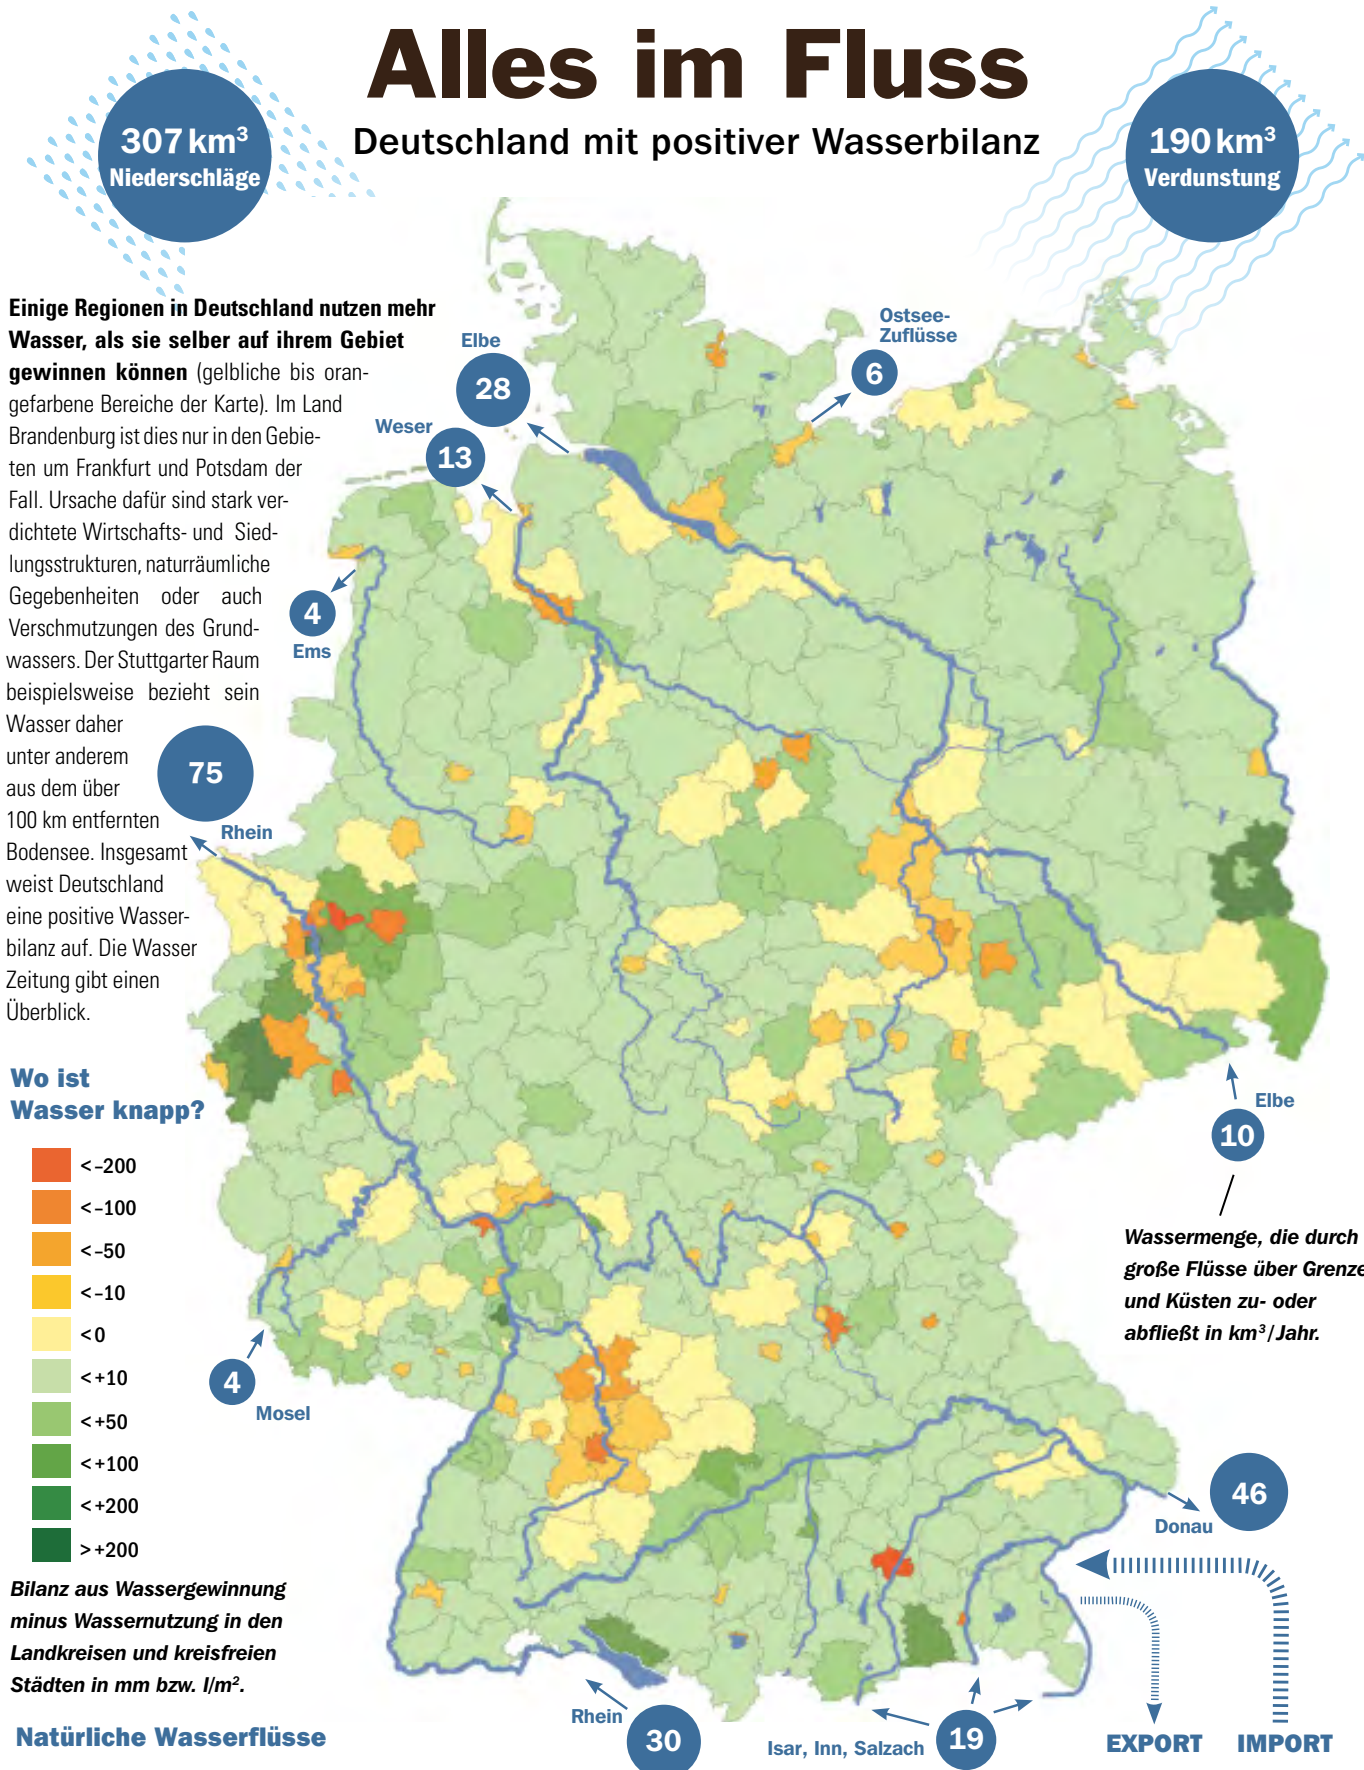 Alles im Fluss
Deutschland mit positiver Wasserbilanz
307 km³
Niederschläge
190 km³
Verdunstung
Einige Regionen in Deutschland nutzen mehr
Wasser, als sie selber auf ihrem Gebiet
gewinnen können (gelbliche bis oran-
gefarbene Bereiche der Karte). Im Land
Brandenburg ist dies nur in den Gebie-
ten um Frankfurt und Potsdam der
Fall. Ursache dafür sind stark ver-
dichtete Wirtschafts- und Sied-
lungsstrukturen, naturräumliche
Gegebenheiten oder auch
Verschmutzungen des Grund-
wassers. Der Stuttgarter Raum
beispielsweise bezieht sein
Wasser daher
unter anderem
aus dem über
100 km entfernten
Bodensee. Insgesamt
weist Deutschland
eine positive Wasser-
bilanz auf. Die Wasser
Zeitung gibt einen
Überblick.
Elbe
28
Weser
13
Ostsee-
Zuflüsse
6
4
Ems
75
Rhein
Wo ist
Wasser knapp?
<-200
<-100
<-50
<-10
<0
<+10
<+50
<+100
<+200
>+200
Bilanz aus Wassergewinnung
minus Wassernutzung in den
Landkreisen und kreisfreien
Städten in mm bzw. l/m².
Natürliche Wasserflüsse
4
Mosel
Elbe
10
Wassermenge, die durch
große Flüsse über Grenze
und Küsten zu- oder
abfließt in km³/Jahr.
46
Donau
Rhein
30
Isar, Inn, Salzach
19
EXPORT
IMPORT